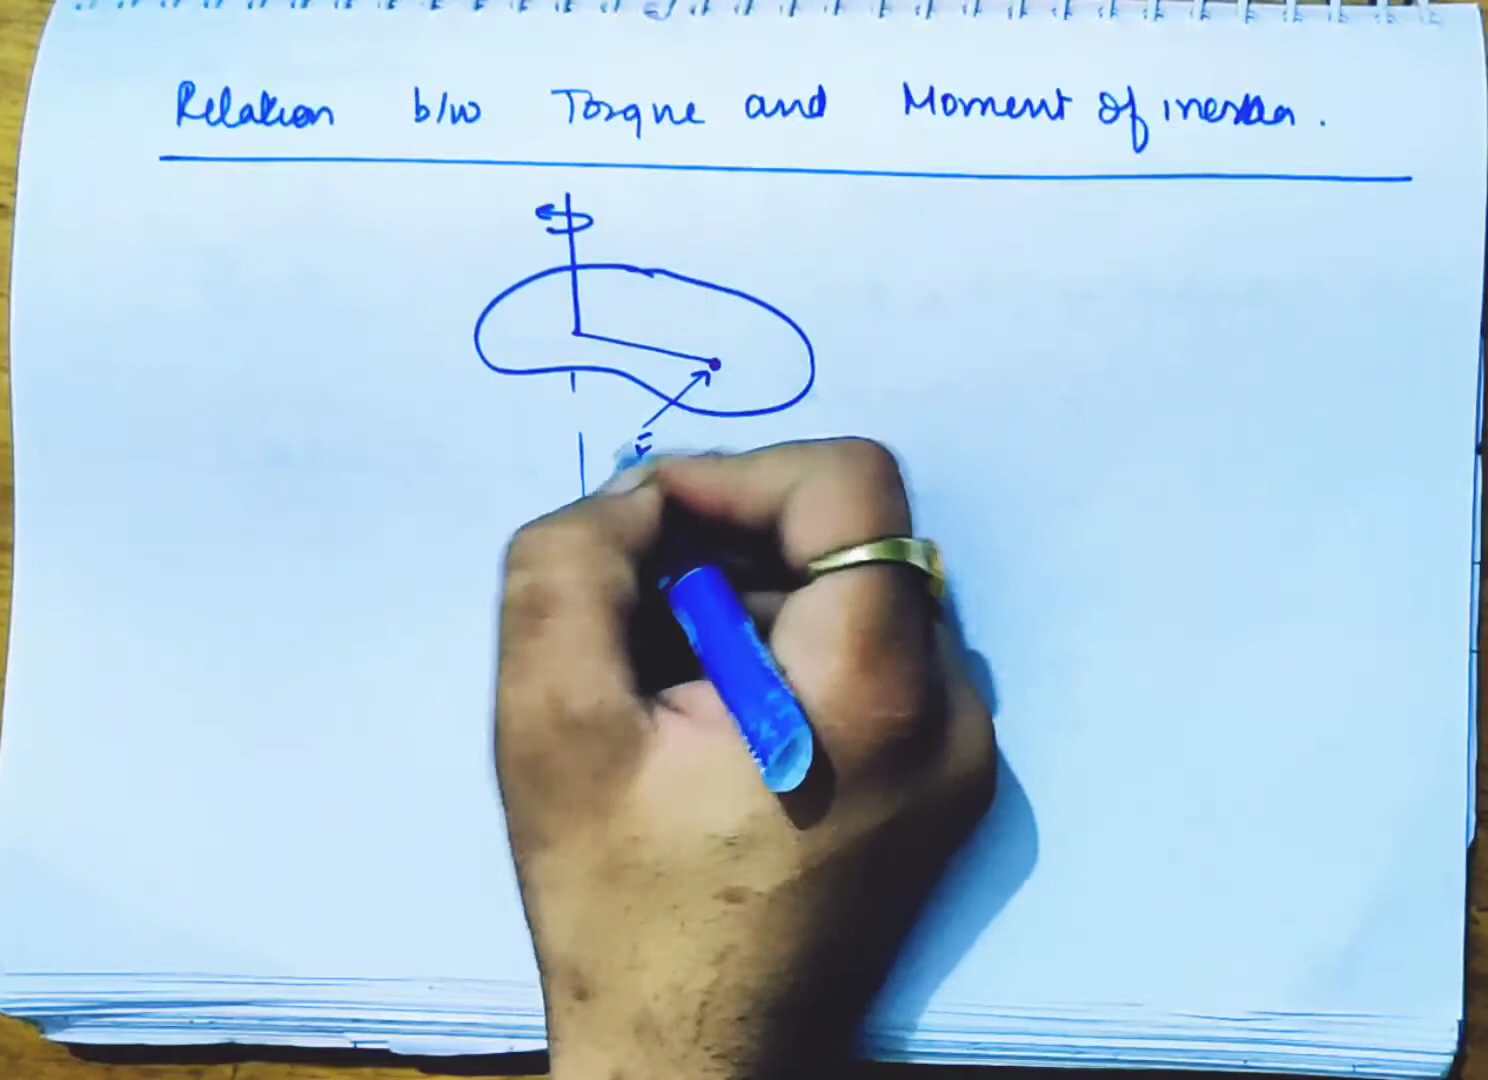 Relation b/w Torque and Moment of inertia.
F